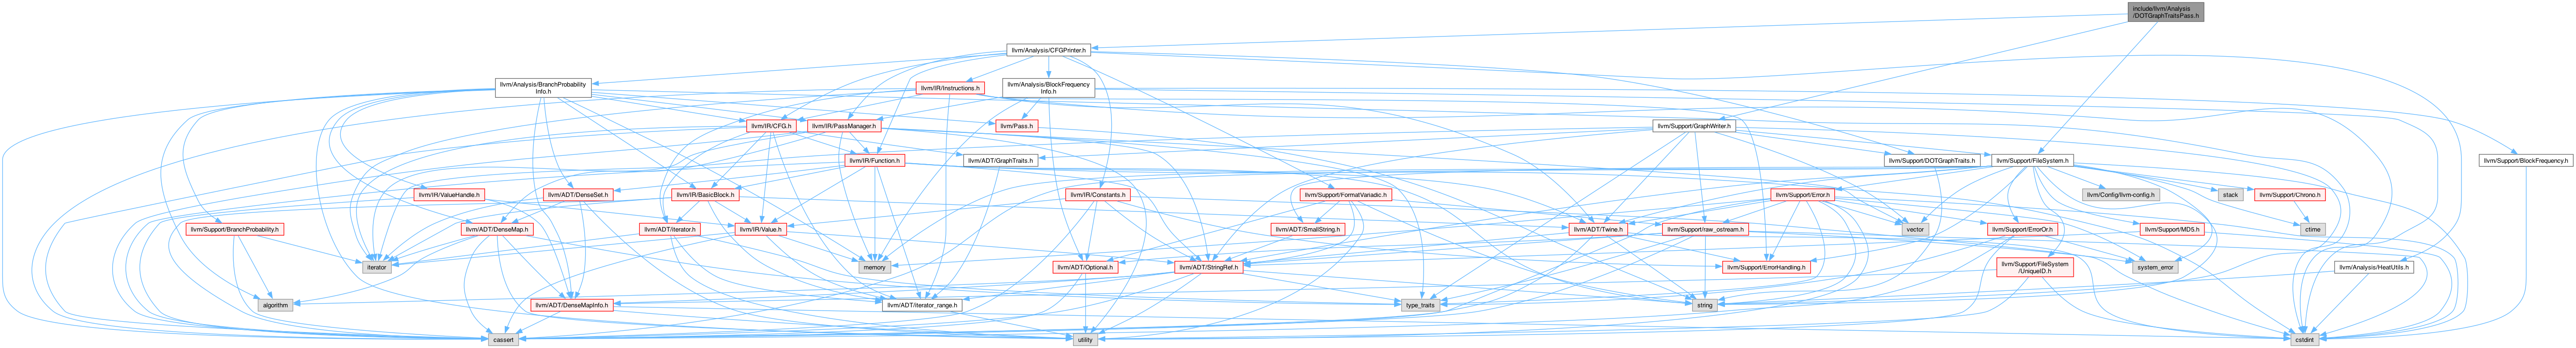 include/llvm/Analysis
/DOTGraphTraitsPass.h
llvm/Analysis/CFGPrinter.h
llvm/Analysis/BranchProbability
Info.h
llvm/IR/Instructions.h
llvm/Analysis/BlockFrequency
Info.h
llvm/IR/CFG.h
llvm/IR/PassManager.h
llvm/Pass.h
llvm/Support/GraphWriter.h
llvm/IR/Function.h
llvm/ADT/GraphTraits.h
llvm/Support/DOTGraphTraits.h
llvm/Support/FileSystem.h
llvm/Support/BlockFrequency.h
llvm/IR/ValueHandle.h
llvm/ADT/DenseSet.h
llvm/IR/BasicBlock.h
llvm/IR/Constants.h
llvm/Support/FormatVariadic.h
llvm/Support/Error.h
llvm/Config/llvm-config.h
stack
llvm/Support/Chrono.h
llvm/Support/BranchProbability.h
llvm/ADT/DenseMap.h
llvm/ADT/iterator.h
llvm/IR/Value.h
llvm/ADT/SmallString.h
llvm/ADT/Twine.h
llvm/Support/raw_ostream.h
vector
llvm/Support/ErrorOr.h
llvm/Support/MD5.h
ctime
iterator
memory
llvm/ADT/Optional.h
llvm/ADT/StringRef.h
llvm/Support/ErrorHandling.h
llvm/Support/FileSystem
/UniqueID.h
system_error
llvm/Analysis/HeatUtils.h
algorithm
llvm/ADT/DenseMapInfo.h
llvm/ADT/iterator_range.h
type_traits
string
cassert
utility
cstdint